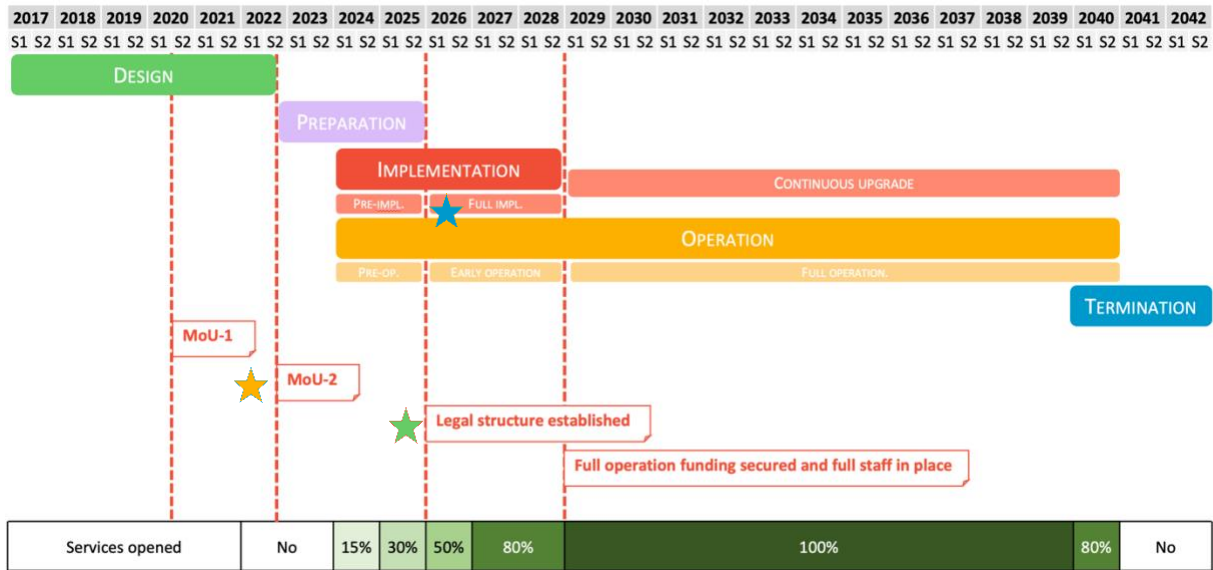 2017 2018 2019 2020 2021 2022 2023 2024 2025 2026 2027 2028 2029 2030 2031 2032 2033 2034 2035 2036 2037 2038 2039 2040 2041 2042
S1 S2 S1 S2 S1 S2 S1 S2 S1 S2 S1 S2 S1 S2 S1 S2 S1 S2 S1 S2 S1 S2 S1 S2 S1 S2 S1 S2 S1 S2 S1 S2 S1 S2 S1 S2 S1 S2 S1 S2 S1 S2 S1 S2 S1 S2 S1 S2 S1 S2 S1 S2
DESIGN
PREPARATION
IMPLEMENTATION
CONTINUOUS UPGRADE
PRE-IMPL. FULL IMPL.
OPERATION
PRE-OP. EARLY OPERATION FULL OPERATION.
TERMINATION
MoU-1
MoU-2
Legal structure established
Full operation funding secured and full staff in place
Services opened No 15% 30% 50% 80% 100% 80% No